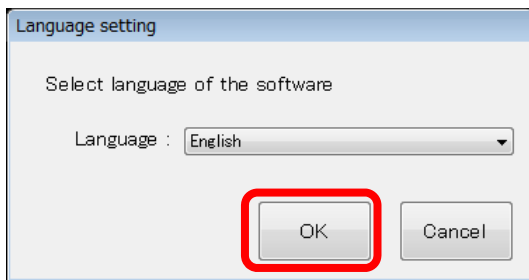 Language setting
Select language of the software
Language : English
OK Cancel